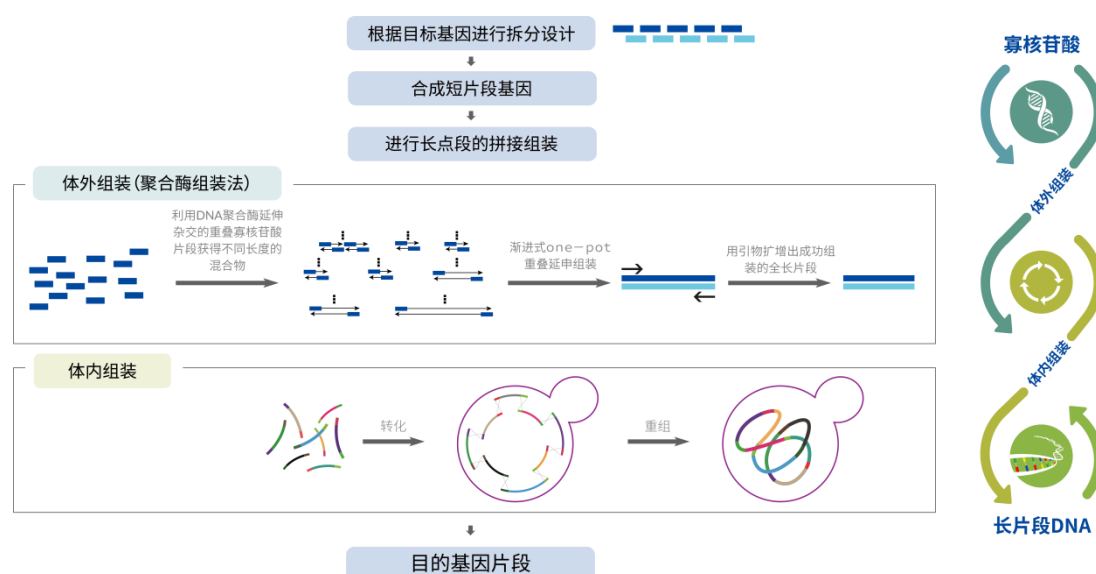 根据目标基因进行拆分设计
合成短片段基因
进行长点段的拼接组装
体外组装(聚合酶组装法)
利用DNA聚合酶延伸
杂交的重叠寡核苷酸
片段获得不同长度的
混合物
渐进式one-pot
重叠延申组装
用引物扩增出成功组
装的全长片段
体内组装
转化
重组
目的基因片段
寡核苷酸
体外组装
体内组装
长片段DNA